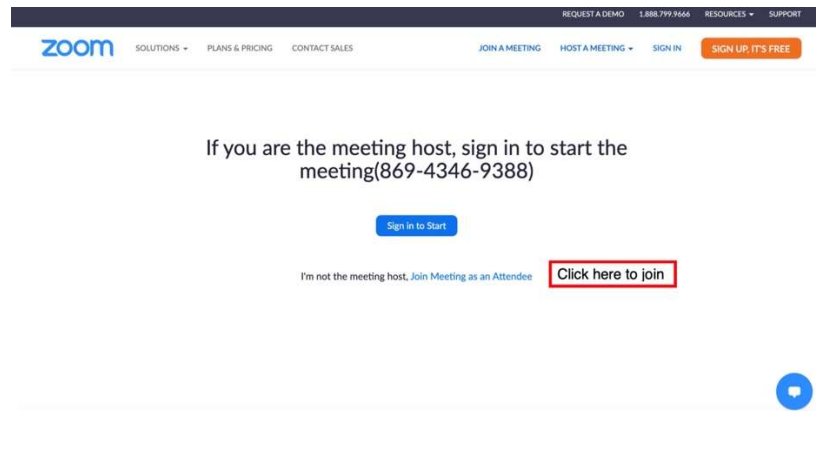 REQUEST A DEMO 1.888.799.9666 RESOURCES SUPPORT
zoom SOLUTIONS PLANS & PRICING CONTACT SALES JOIN A MEETING HOST A MEETING SIGN IN SIGN UP, IT'S FREE
If you are the meeting host, sign in to start the
meeting(869-4346-9388)
Sign in to Start
I'm not the meeting host, Join Meeting as an Attendee Click here to join